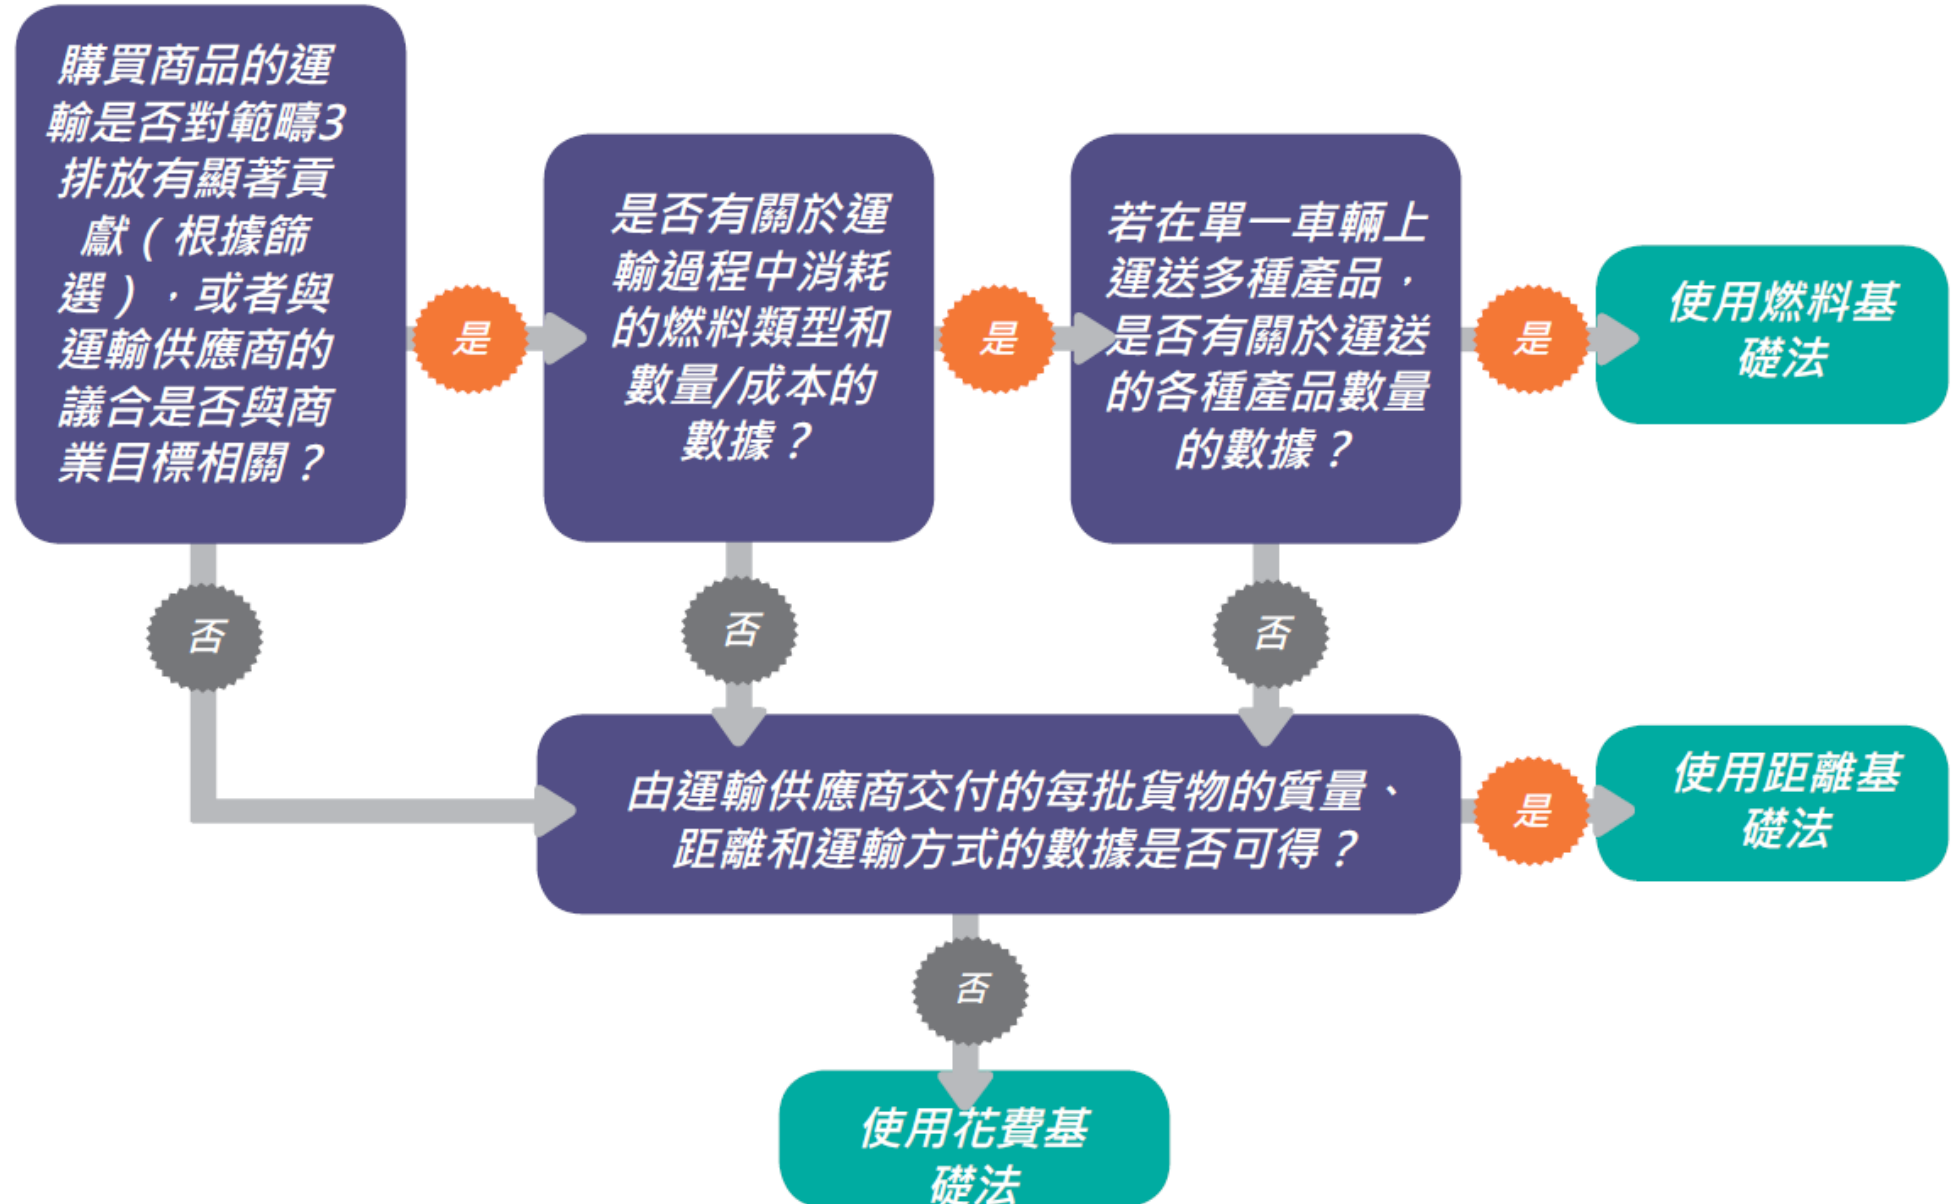 購買商品的運
輸是否對範疇3
排放有顯著貢
獻（根據篩
選），或者與
運輸供應商的
議合是否與商
業目標相關？
是
是否有關於運
輸過程中消耗
的燃料類型和
數量/成本的
數據？
是
若在單一車輛上
運送多種產品，
是否有關於運送
的各種產品數量
的數據？
是
使用燃料基
礎法
否
否
否
由運輸供應商交付的每批貨物的質量、
距離和運輸方式的數據是否可得？
是
使用距離基
礎法
否
使用花費基
礎法